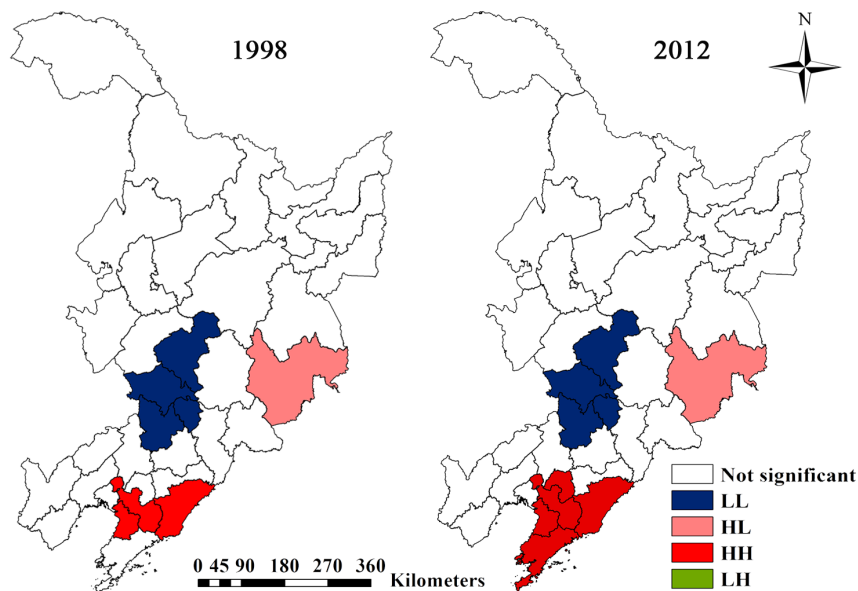 1998
2012
N
Not significant
LL
HL
HH
LH
0 45 90 180 270 360
Kilometers